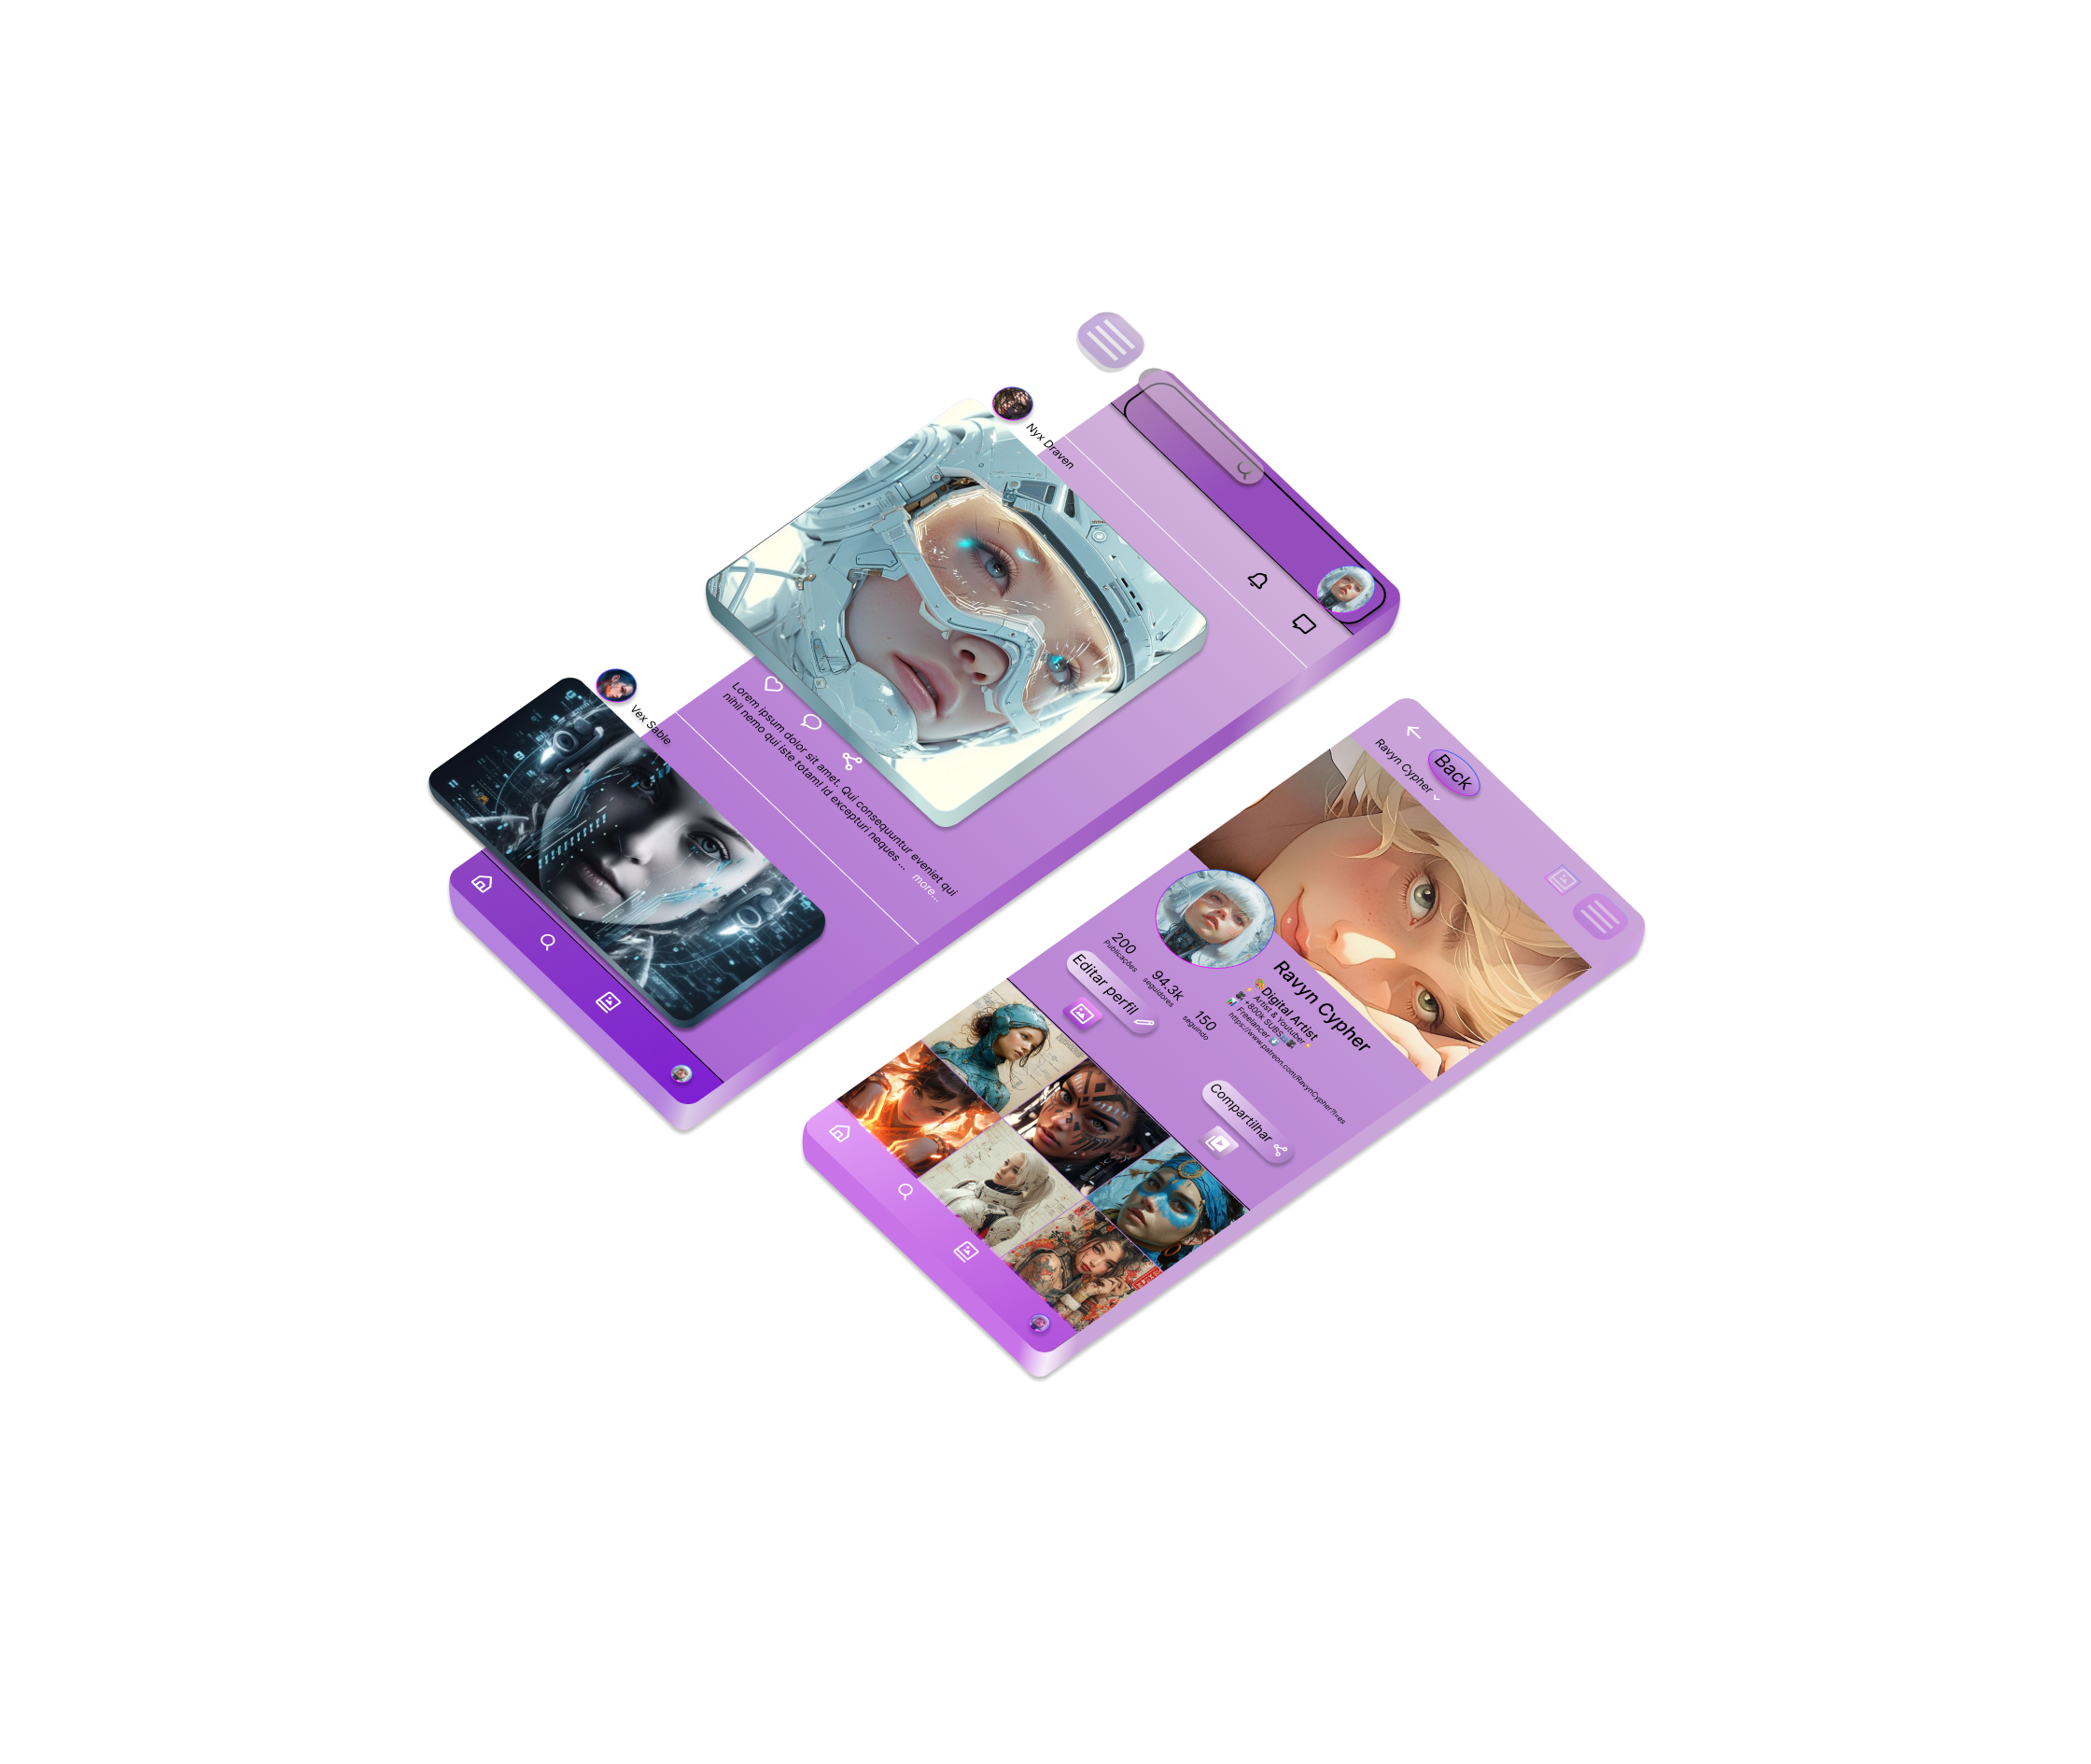 Nyx Draven
Lorem ipsum dolor sit amet. Qui consequuntur eveniet qui
nihil nemo qui iste totam! Id excepturi neques ... more...
Vex Sable
Ravyn Cypher
Back
Ravyn Cypher
Digital Artist
Artist & Youtuber
+800k SUBS
Freelancer
https://www.patreon.com/RavynCypher?l=es
200
Publicações
94.3k
seguidores
150
seguindo
Editar perfil
Compartilhar